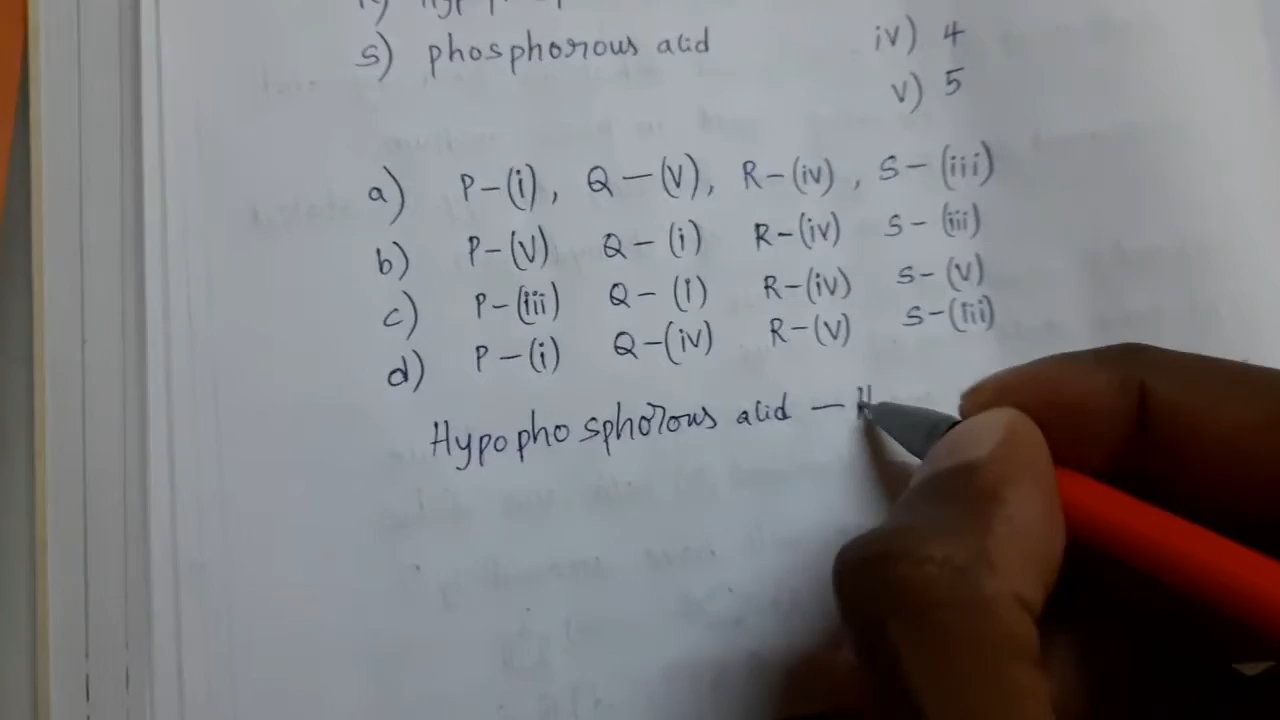 s) phosphorous acid iv) 4
v) 5
a) P-(i), Q-(V), R-(iv), S-(iii)
b) P-(V) Q-(i) R-(iv) S-(iii)
c) P-(iii) Q-(i) R-(iv) S-(V)
d) P-(i) Q-(iv) R-(V) S-(iii)
Hypophosphorous acid - H